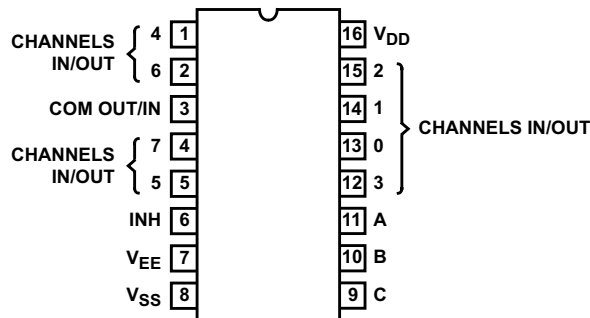 CHANNELS IN/OUT
4 1
6 2
COM OUT/IN 3
CHANNELS IN/OUT
7 4
5 5
INH 6
VEE 7
VSS 8
16 VDD
15 2
14 1
13 0
12 3
CHANNELS IN/OUT
11 A
10 B
9 C